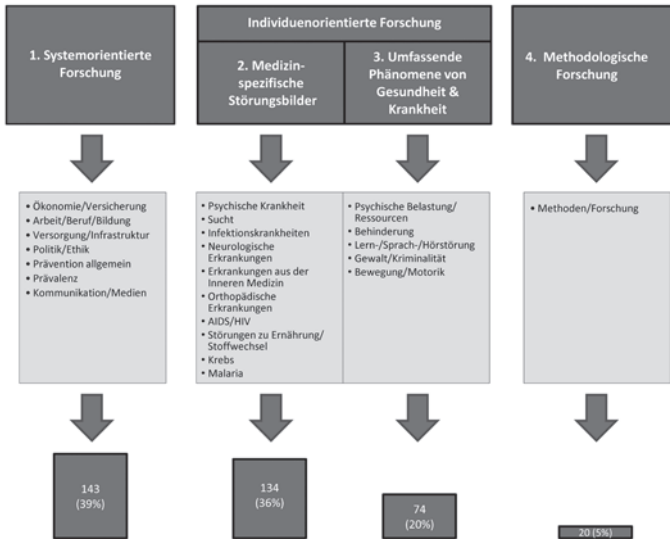 Individuenorientierte Forschung
1. Systemorientierte
Forschung
2. Medizin-
spezifische
Störungsbilder
3. Umfassende
Phänomene von
Gesundheit &
Krankheit
4. Methodologische
Forschung
• Ökonomie/Versicherung
• Arbeit/Beruf/Bildung
• Versorgung/Infrastruktur
• Politik/Ethik
• Prävention allgemein
• Prävalenz
• Kommunikation/Medien
• Psychische Krankheit
• Sucht
• Infektionskrankheiten
• Neurologische
Erkrankungen
• Erkrankungen aus der
Inneren Medizin
• Orthopädische
Erkrankungen
• AIDS/HIV
• Störungen zu Ernährung/
Stoffwechsel
• Krebs
• Malaria
• Psychische Belastung/
Ressourcen
• Behinderung
• Lern-/Sprach-/Hörstörung
• Gewalt/Kriminalität
• Bewegung/Motorik
• Methoden/Forschung
143
(39%)
134
(36%)
74
(20%)
20 (5%)